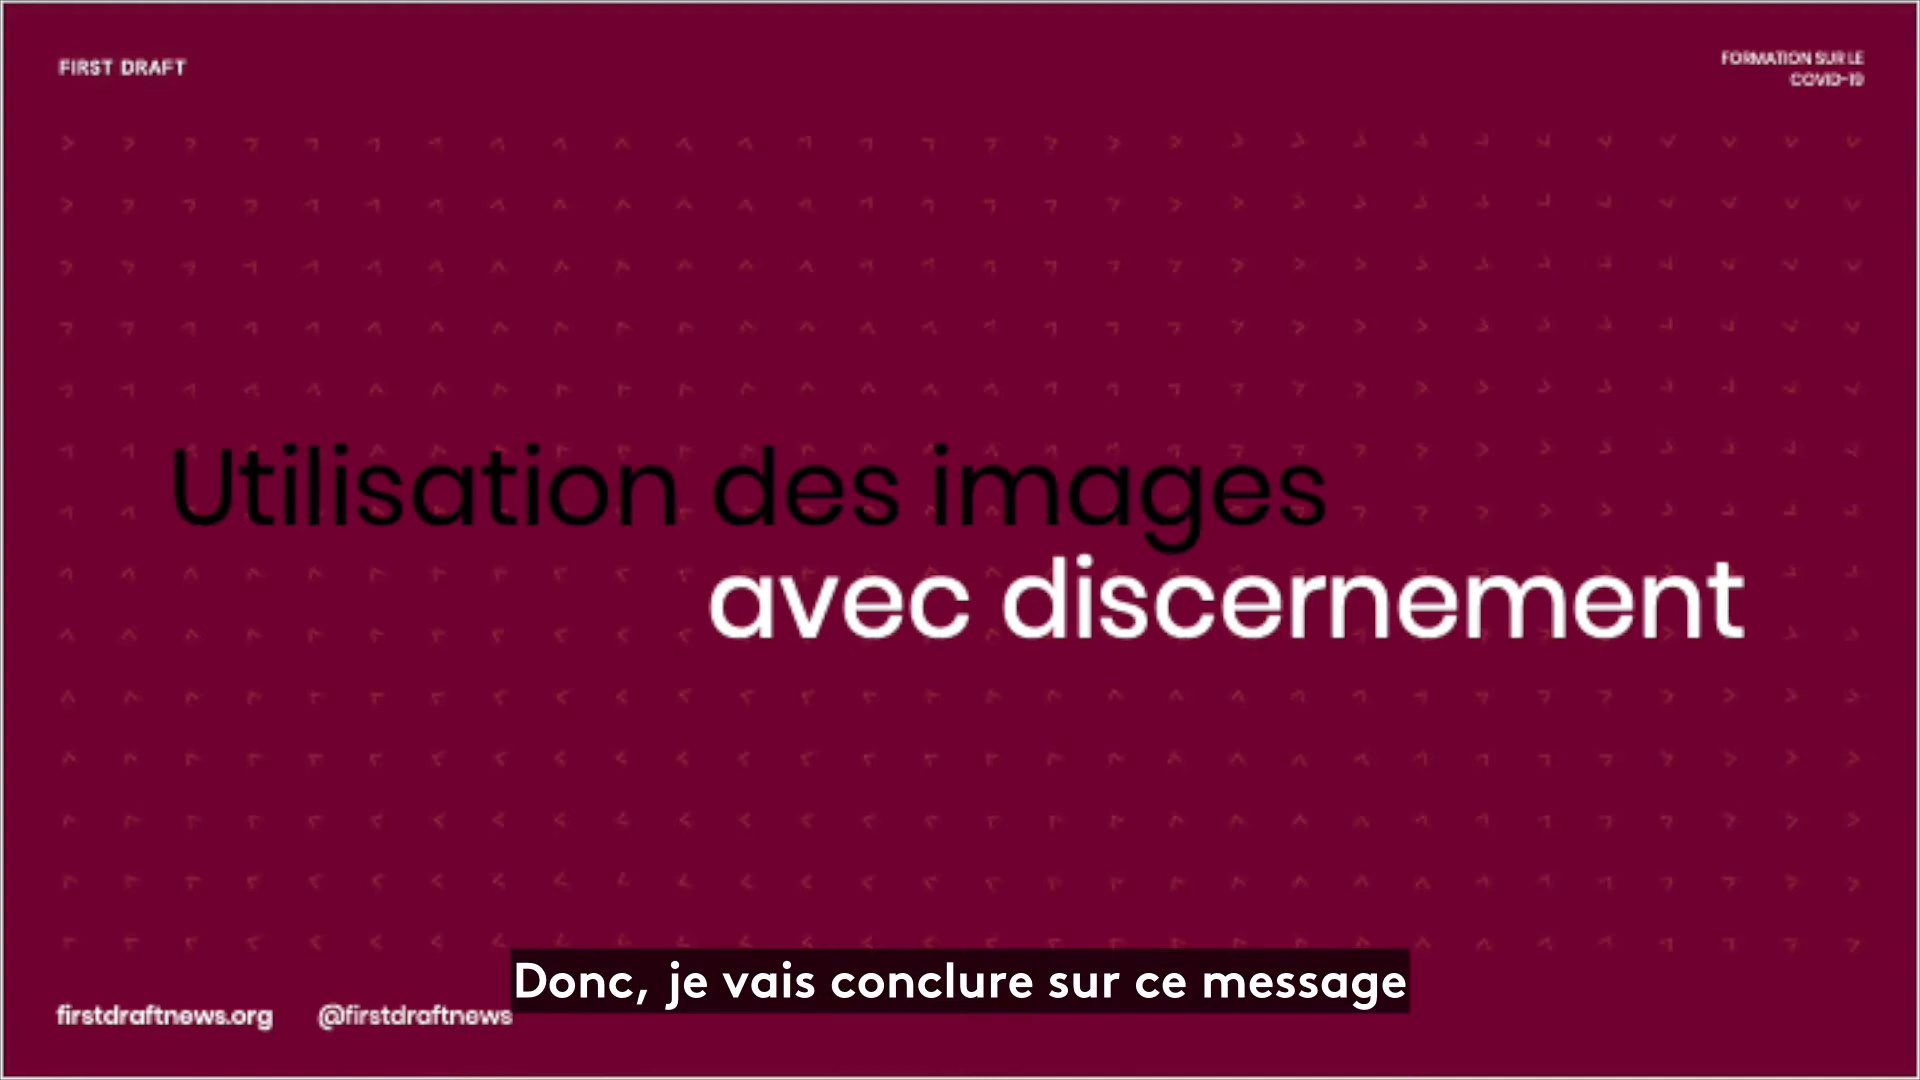 FIRST DRAFT
FORMATION SUR LE
COVID-19
Utilisation des images
avec discernement
Donc, je vais conclure sur ce message
firstdraftnews.org
@firstdraftnews